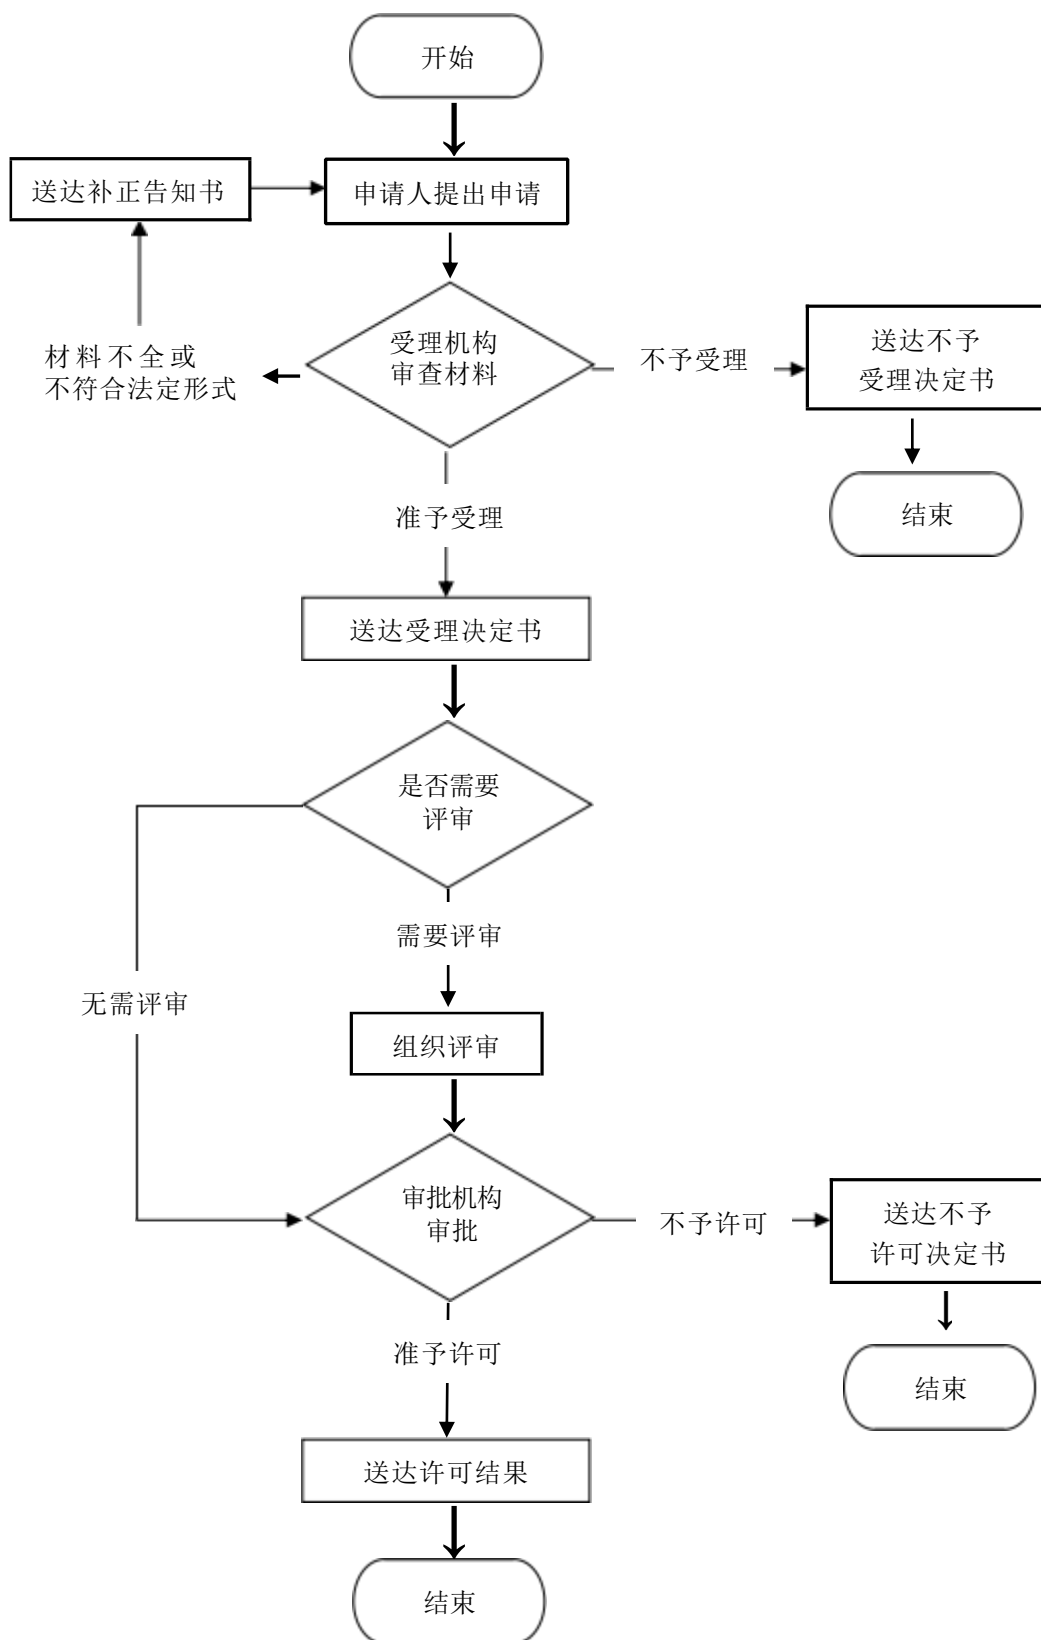 开始
送达补正告知书
申请人提出申请
材料不全或
不符合法定形式
受理机构
审查材料
不予受理
送达不予
受理决定书
结束
准予受理
送达受理决定书
是否需要
评审
需要评审
无需评审
组织评审
审批机构
审批
不予许可
送达不予
许可决定书
结束
准予许可
送达许可结果
结束